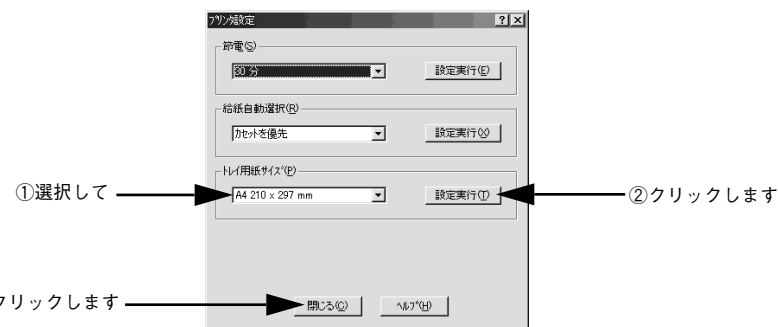 プリンタ設定
節電(S)
30 分
設定実行(E)
給紙自動選択(R)
カセットを優先
設定実行(X)
トレイ用紙サイズ(P)
①選択して
A4 210 x 297 mm
設定実行(T)
②クリックします
リックします
閉じる(C)
ヘルプ(H)